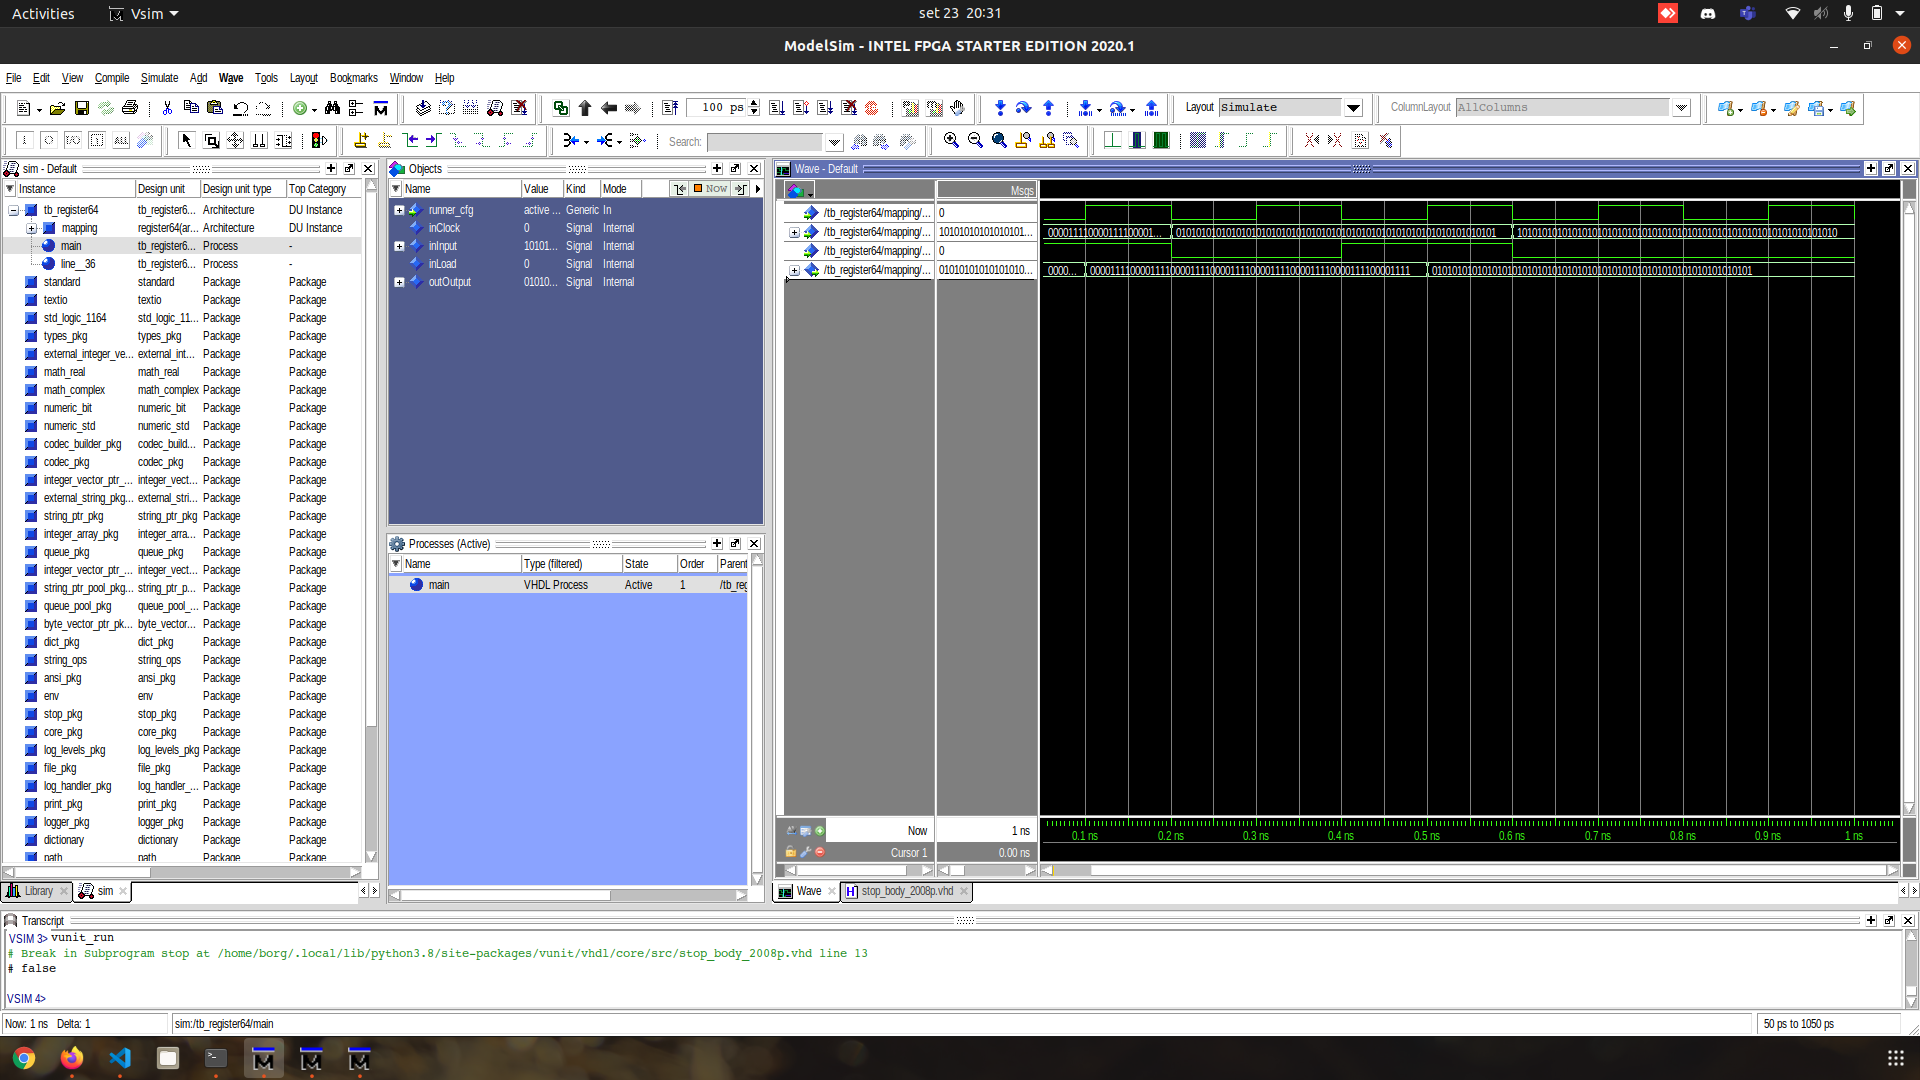 Activities
Vsim
set 23 20:31
ModelSim - INTEL FPGA STARTER EDITION 2020.1
File Edit View Compile Simulate Add Wave Tools Layout Bookmarks Window Help
100 ps
Layout Simulate
ColumnLayout AllColumns
Search:
sim - Default
Instance Design unit Design unit type Top Category
tb_register64 tb_register6... Architecture DU Instance
mapping register64(ar... Architecture DU Instance
main tb_register6... Process -
line__36 tb_register6... Process -
standard standard Package Package
textio textio Package Package
std_logic_1164 std_logic_11... Package Package
types_pkg types_pkg Package Package
external_integer_ve... external_int... Package Package
math_real math_real Package Package
math_complex math_complex Package Package
numeric_bit numeric_bit Package Package
numeric_std numeric_std Package Package
codec_builder_pkg codec_build... Package Package
codec_pkg codec_pkg Package Package
integer_vector_ptr_... integer_vect... Package Package
external_string_pkg... external_stri... Package Package
string_ptr_pkg string_ptr_pkg Package Package
integer_array_pkg integer_arra... Package Package
queue_pkg queue_pkg Package Package
integer_vector_ptr_... integer_vect... Package Package
string_ptr_pool_pkg... string_ptr_p... Package Package
queue_pool_pkg queue_pool_... Package Package
byte_vector_ptr_pk... byte_vector... Package Package
dict_pkg dict_pkg Package Package
string_ops string_ops Package Package
ansi_pkg ansi_pkg Package Package
env env Package Package
stop_pkg stop_pkg Package Package
core_pkg core_pkg Package Package
log_levels_pkg log_levels_pkg Package Package
file_pkg file_pkg Package Package
log_handler_pkg log_handler_... Package Package
print_pkg print_pkg Package Package
logger_pkg logger_pkg Package Package
dictionary dictionary Package Package
path path Package Package
Library
sim
Objects
Name Value Kind Mode
Now
runner_cfg active ... Generic In
inClock 0 Signal Internal
inInput 10101... Signal Internal
inLoad 0 Signal Internal
outOutput 01010... Signal Internal
Processes (Active)
Name Type (filtered) State Order Parent
main VHDL Process Active 1 /tb_reg
Wave - Default
Msgs
/tb_register64/mapping/... 0
/tb_register64/mapping/... 10101010101010101...
/tb_register64/mapping/... 0
/tb_register64/mapping/... 01010101010101010...
Now 1 ns
Cursor 1 0.00 ns
0.1 ns 0.2 ns 0.3 ns 0.4 ns 0.5 ns 0.6 ns 0.7 ns 0.8 ns 0.9 ns 1 ns
Wave
stop_body_2008p.vhd
Transcript
VSIM 3> vunit_run
# Break in Subprogram stop at /home/borg/.local/lib/python3.8/site-packages/vunit/vhdl/core/src/stop_body_2008p.vhd line 13
# false
VSIM 4>
Now: 1 ns Delta: 1
sim:/tb_register64/main
50 ps to 1050 ps